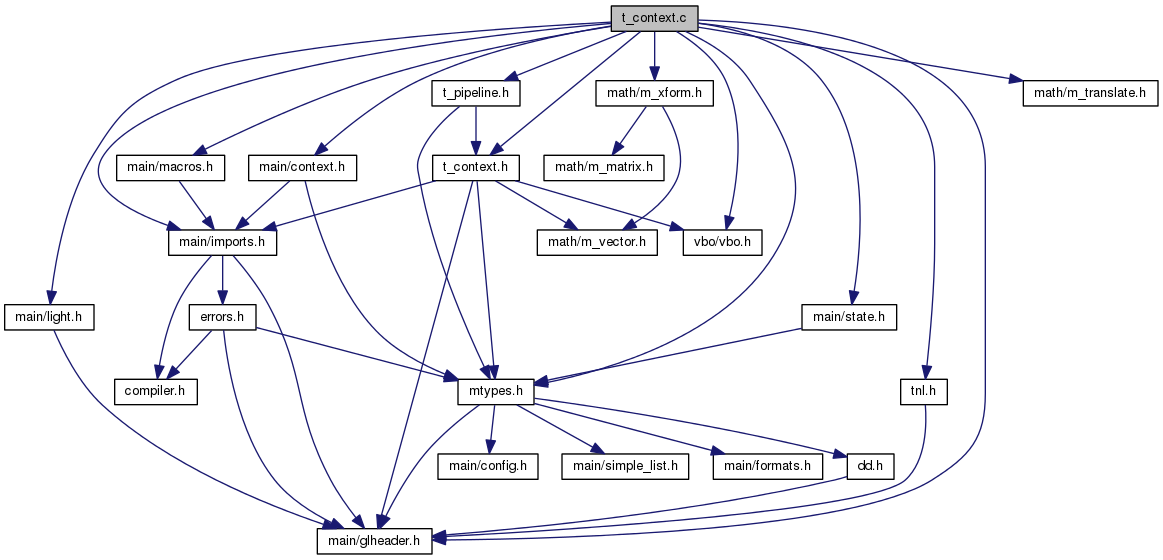 t_context.c
t_pipeline.h
math/m_xform.h
math/m_translate.h
main/macros.h
main/context.h
t_context.h
math/m_matrix.h
main/imports.h
math/m_vector.h
vbo/vbo.h
main/light.h
errors.h
main/state.h
compiler.h
mtypes.h
tnl.h
main/config.h
main/simple_list.h
main/formats.h
dd.h
main/glheader.h